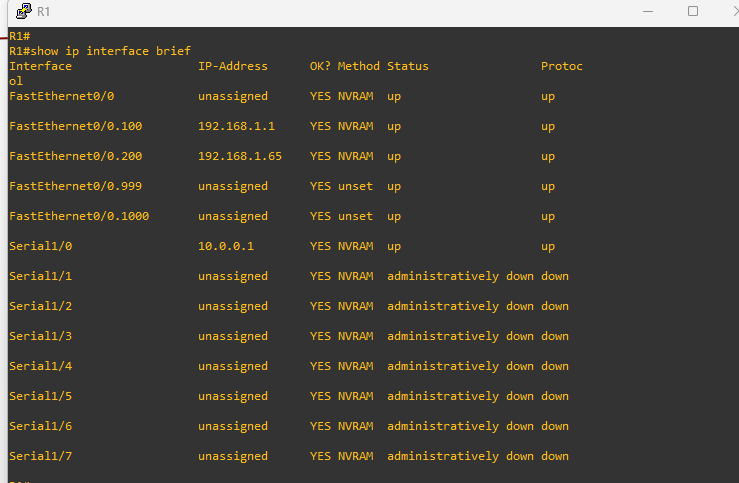 R1
R1#
R1#show ip interface brief
Interface                  IP-Address      OK? Method Status                Protoc
ol
FastEthernet0/0            unassigned      YES NVRAM  up                    up
FastEthernet0/0.100        192.168.1.1     YES NVRAM  up                    up
FastEthernet0/0.200        192.168.1.65    YES NVRAM  up                    up
FastEthernet0/0.999        unassigned      YES unset  up                    up
FastEthernet0/0.1000       unassigned      YES unset  up                    up
Serial1/0                  10.0.0.1        YES NVRAM  up                    up
Serial1/1                  unassigned      YES NVRAM  administratively down down
Serial1/2                  unassigned      YES NVRAM  administratively down down
Serial1/3                  unassigned      YES NVRAM  administratively down down
Serial1/4                  unassigned      YES NVRAM  administratively down down
Serial1/5                  unassigned      YES NVRAM  administratively down down
Serial1/6                  unassigned      YES NVRAM  administratively down down
Serial1/7                  unassigned      YES NVRAM  administratively down down